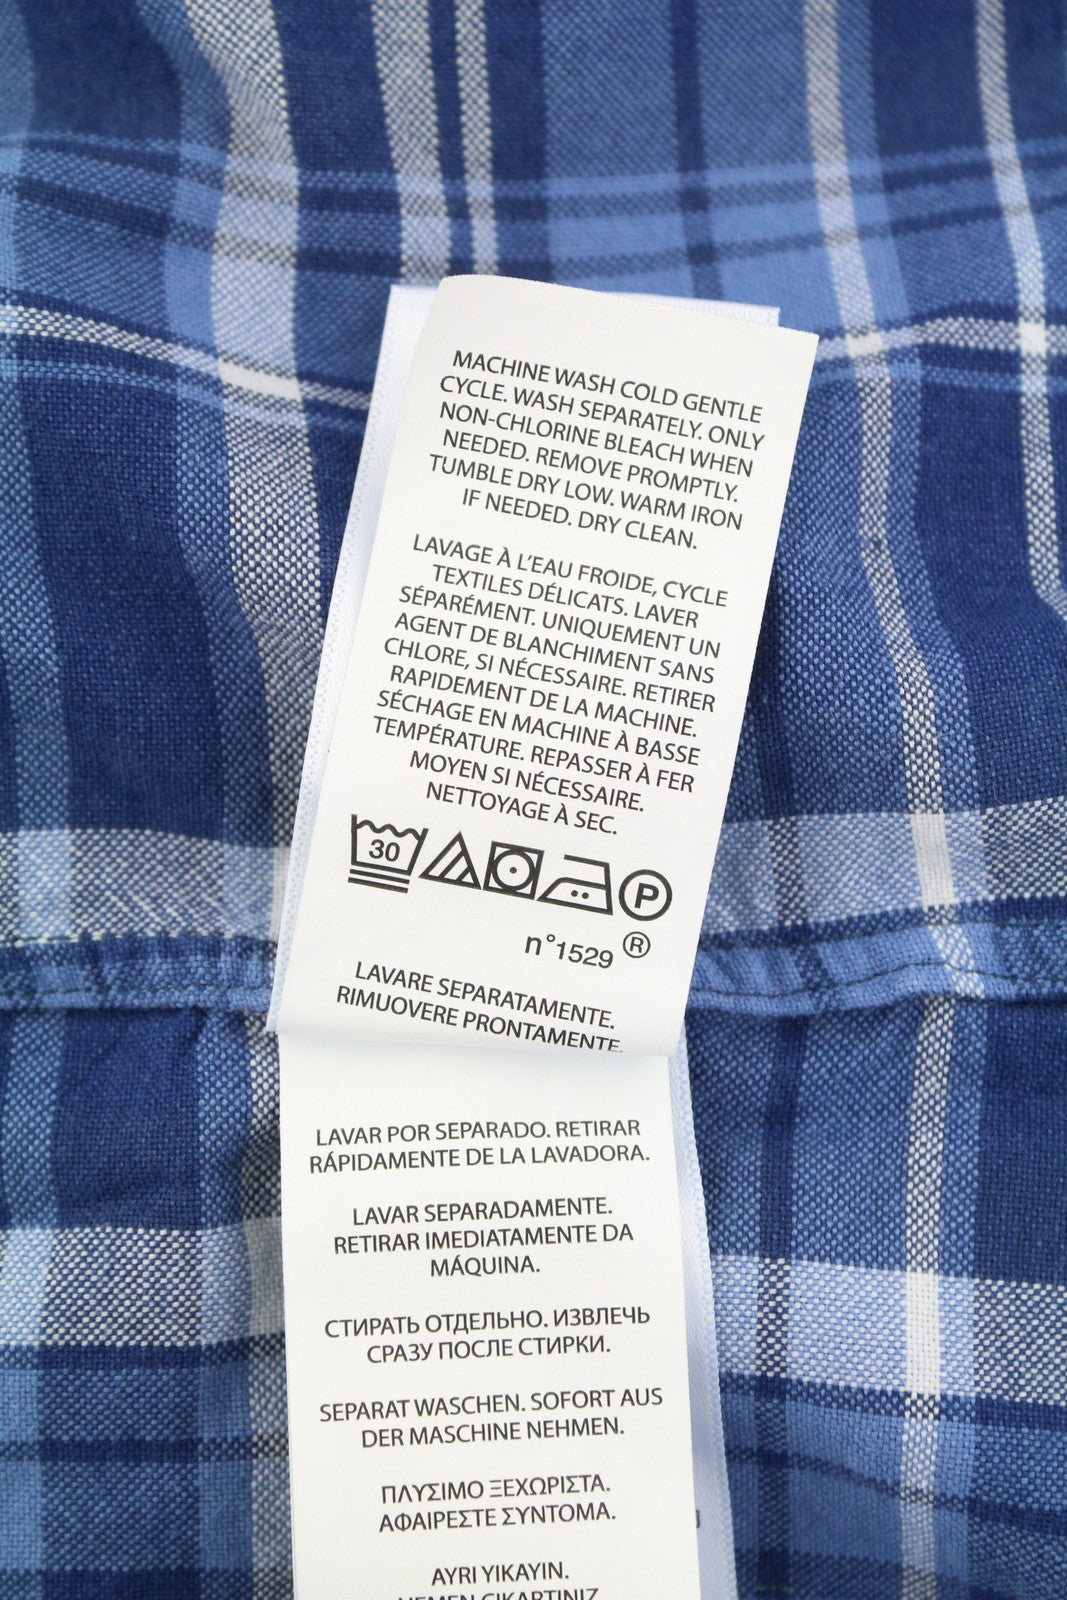 MACHINE WASH COLD GENTLE
CYCLE. WASH SEPARATELY. ONLY
NON-CHLORINE BLEACH WHEN
NEEDED. REMOVE PROMPTLY.
TUMBLE DRY LOW. WARM IRON
IF NEEDED. DRY CLEAN.
LAVAGE À L'EAU FROIDE, CYCLE
TEXTILES DÉLICATS. LAVER
SÉPARÉMENT. UNIQUEMENT UN
AGENT DE BLANCHIMENT SANS
CHLORE, SI NÉCESSAIRE. RETIRER
RAPIDEMENT DE LA MACHINE.
SÉCHAGE EN MACHINE À BASSE
TEMPÉRATURE. REPASSER À FER
MOYEN SI NÉCESSAIRE.
NETTOYAGE À SEC.
30 P
n°1529 ®
LAVARE SEPARATAMENTE.
RIMUOVERE PRONTAMENTE.
LAVAR POR SEPARADO. RETIRAR
RÁPIDAMENTE DE LA LAVADORA.
LAVAR SEPARADAMENTE.
RETIRAR IMEDIATAMENTE DA
MÁQUINA.
СТИРАТЬ ОТДЕЛЬНО. ИЗВЛЕЧЬ
СРАЗУ ПОСЛЕ СТИРКИ.
SEPARAT WASCHEN. SOFORT AUS
DER MASCHINE NEHMEN.
ΠΛΥΣΙΜΟ ΞΕΧΩΡΙΣΤΑ.
ΑΦΑΙΡΕΣΤΕ ΣΥΝΤΟΜΑ.
AYRI YIKAYIN.
HEMEN ÇIKARTINIZ